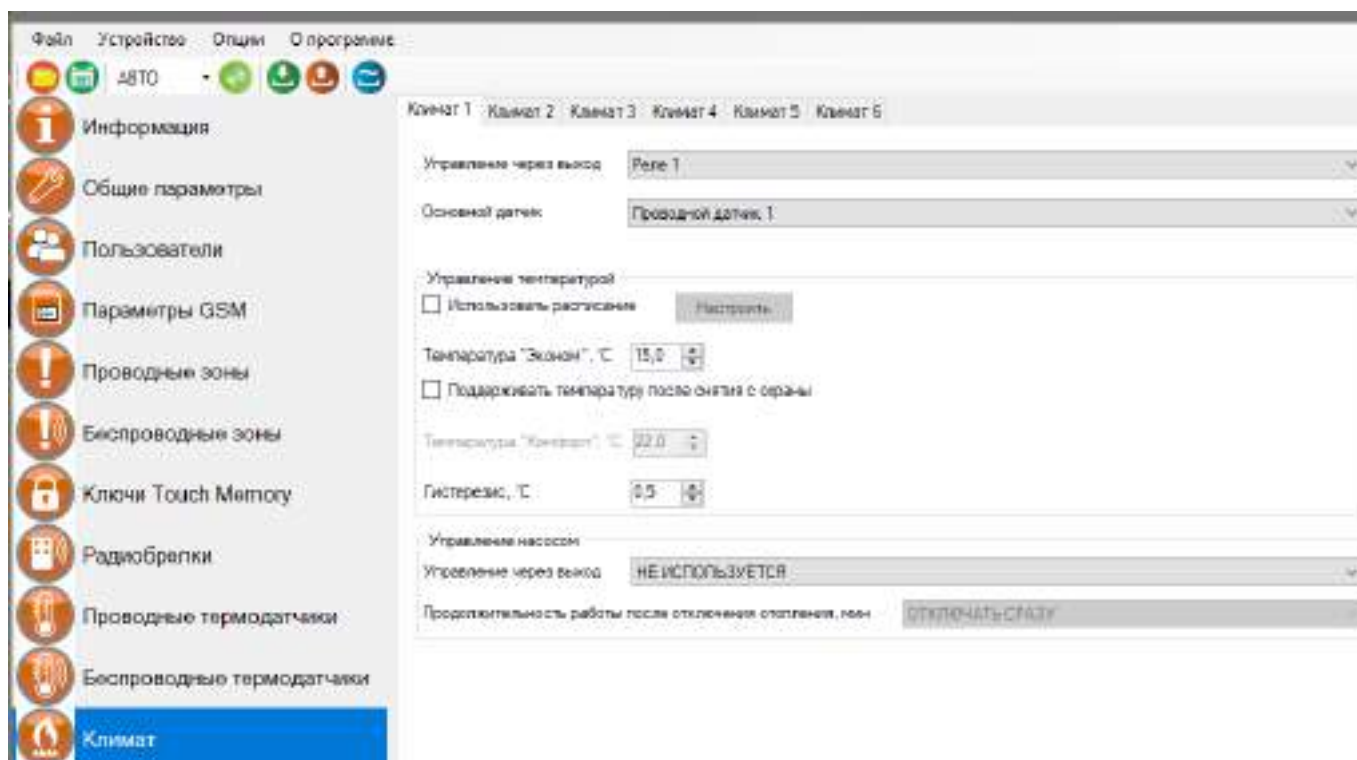 Файл Устройство Опции О программе
АВТО
Информация
Общие параметры
Пользователи
Параметры GSM
Проводные зоны
Беспроводные зоны
Ключи Touch Memory
Радиобрелки
Проводные термодатчики
Беспроводные термодатчики
Климат
Климат 1 Климат 2 Климат 3 Климат 4 Климат 5 Климат 6
Управление через выход Реле 1
Основной датчик Проводной датчик 1
Управление температурой
Использовать расписание Настроить
Температура "Эконом", °C 15,0
Поддерживать температуру после снятия с охраны
Температура "Комфорт", °C 22,0
Гистерезис, °C 0,5
Управление насосом
Управление через выход НЕ ИСПОЛЬЗУЕТСЯ
Продолжительность работы после отключения отопления, мин ОТКЛЮЧАТЬ СРАЗУ